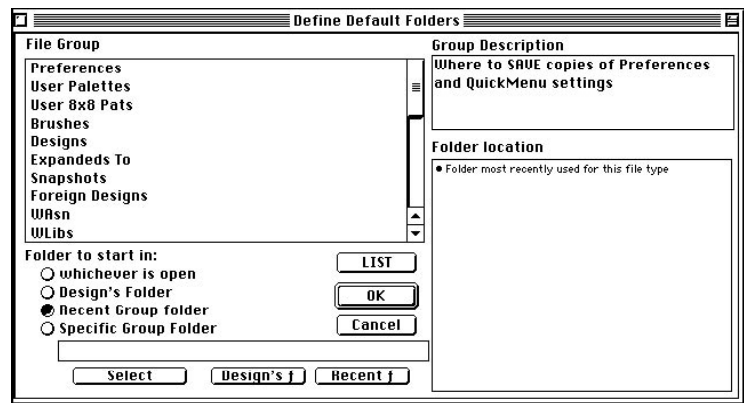 Define Default Folders
File Group
Preferences
User Palettes
User 8x8 Pats
Brushes
Designs
Expandeds To
Snapshots
Foreign Designs
WAsn
WLibs
Group Description
Where to SAVE copies of Preferences
and QuickMenu settings
Folder location
• Folder most recently used for this file type
Folder to start in:
whichever is open
Design's Folder
Recent Group folder
Specific Group Folder
LIST
OK
Cancel
Select
Design's ƒ
Recent ƒ